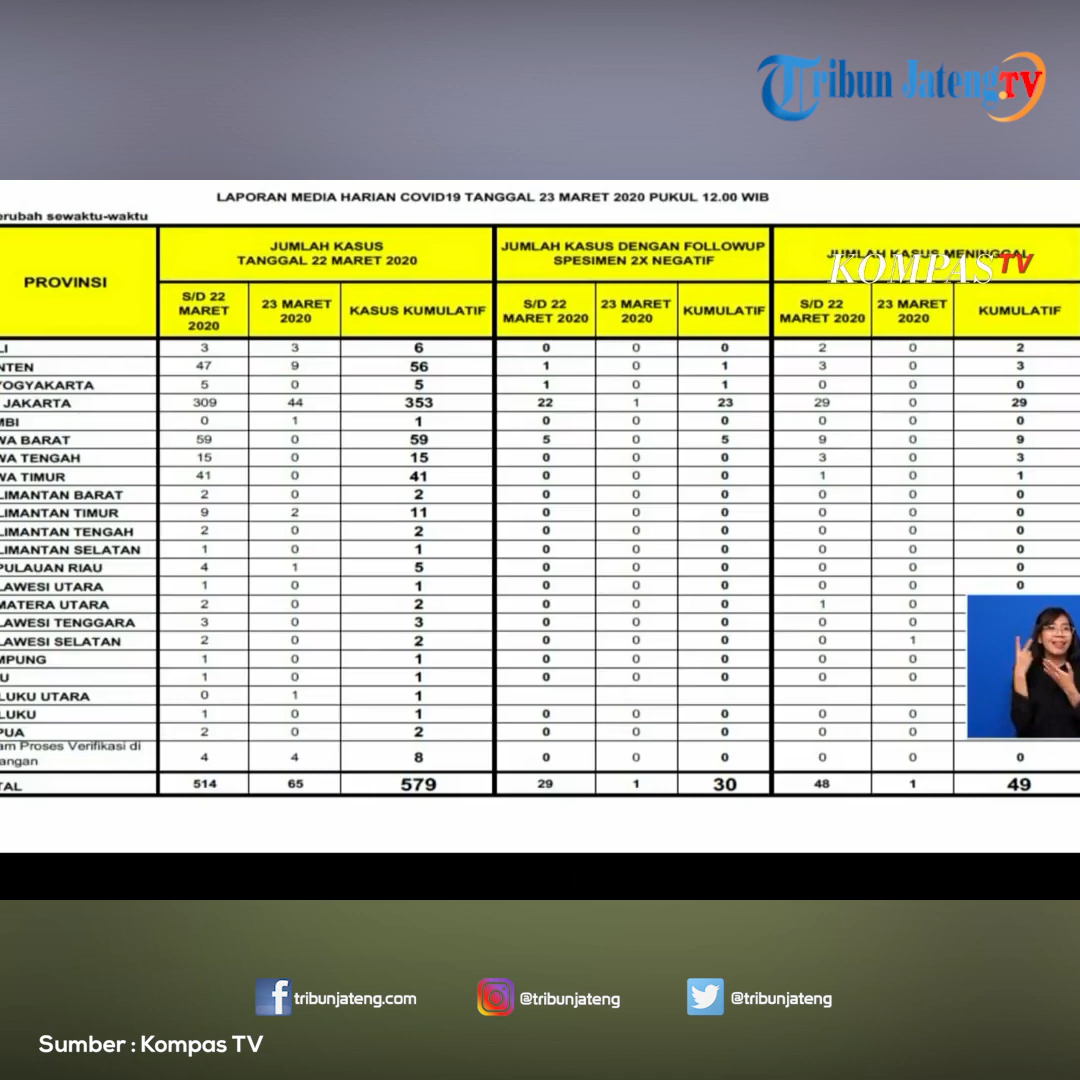 Tribun Jateng.TV
LAPORAN MEDIA HARIAN COVID19 TANGGAL 23 MARET 2020 PUKUL 12.00 WIB
erubah sewaktu-waktu
PROVINSI
JUMLAH KASUS
TANGGAL 22 MARET 2020
JUMLAH KASUS DENGAN FOLLOWUP
SPESIMEN 2X NEGATIF
JUMLAH KASUS MENINGGAL
KOMPAS TV
S/D 22 MARET 2020 23 MARET 2020 KASUS KUMULATIF S/D 22 MARET 2020 23 MARET 2020 KUMULATIF S/D 22 MARET 2020 23 MARET 2020 KUMULATIF
LI 3 3 6 0 0 0 2 0 2
NTEN 47 9 56 1 0 1 3 0 3
YOGYAKARTA 5 0 5 1 0 1 0 0 0
JAKARTA 309 44 353 22 1 23 29 0 29
MBI 0 1 1 0 0 0 0 0 0
WA BARAT 59 0 59 5 0 5 9 0 9
WA TENGAH 15 0 15 0 0 0 3 0 3
WA TIMUR 41 0 41 0 0 0 1 0 1
LIMANTAN BARAT 2 0 2 0 0 0 0 0 0
LIMANTAN TIMUR 9 2 11 0 0 0 0 0 0
LIMANTAN TENGAH 2 0 2 0 0 0 0 0 0
LIMANTAN SELATAN 1 0 1 0 0 0 0 0 0
PULAUAN RIAU 4 1 5 0 0 0 0 0 0
LAWESI UTARA 1 0 1 0 0 0 0 0 0
MATERA UTARA 2 0 2 0 0 0 1 0
LAWESI TENGGARA 3 0 3 0 0 0 0 0
LAWESI SELATAN 2 0 2 0 0 0 0 1
MPUNG 1 0 1 0 0 0 0 0
U 1 0 1 0 0 0 0 0
LUKU UTARA 0 1 1
LUKU 1 0 1 0 0 0 0 0
PUA 2 0 2 0 0 0 0 0
am Proses Verifikasi di
angan 4 4 8 0 0 0 0 0 0
TAL 514 65 579 29 1 30 48 1 49
tribunjateng.com @tribunjateng @tribunjateng
Sumber : Kompas TV